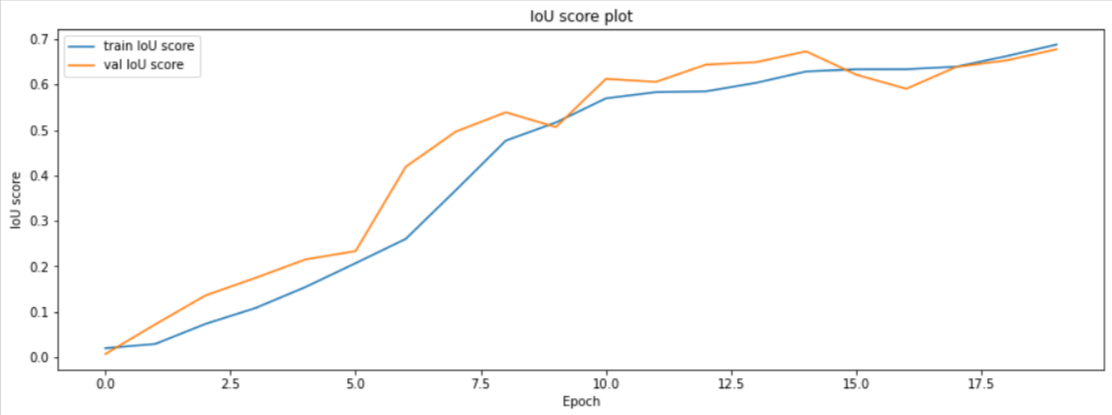 IoU score plot
train IoU score
val IoU score
0.7
0.6
0.5
0.4
0.3
0.2
0.1
0.0
IoU score
0.0 2.5 5.0 7.5 10.0 12.5 15.0 17.5
Epoch